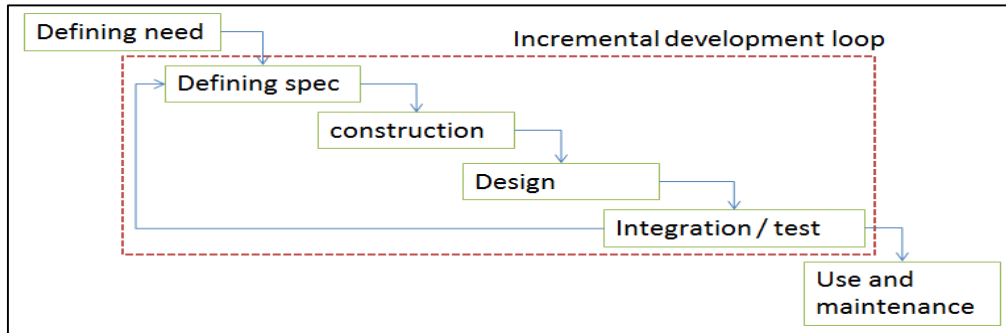 Defining need
Incremental development loop
Defining spec
construction
Design
Integration / test
Use and
maintenance